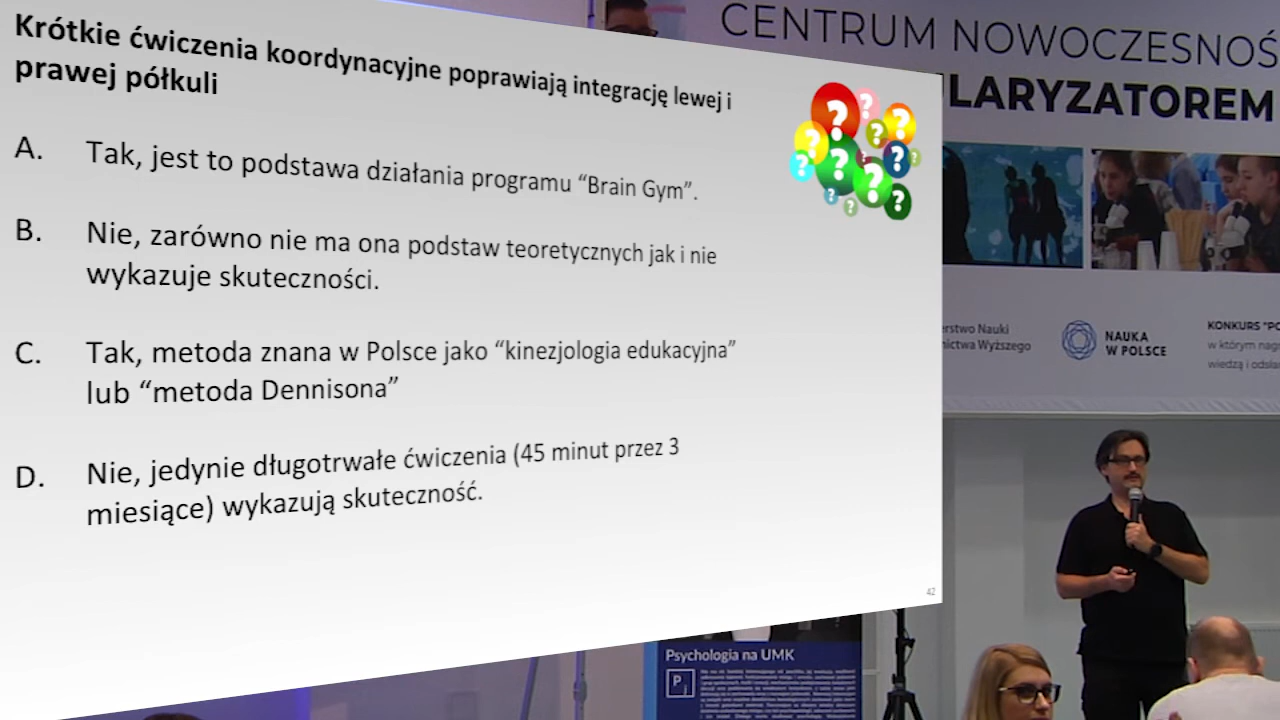 Krótkie ćwiczenia koordynacyjne poprawiają integrację lewej i
prawej półkuli
A. Tak, jest to podstawa działania programu “Brain Gym”.
B. Nie, zarówno nie ma ona podstaw teoretycznych jak i nie
wykazuje skuteczności.
C. Tak, metoda znana w Polsce jako “kinezjologia edukacyjna”
lub “metoda Dennisona”
D. Nie, jedynie długotrwałe ćwiczenia (45 minut przez 3
miesiące) wykazują skuteczność.
42
CENTRUM NOWOCZESNOŚ
LARYZATOREM
erstwo Nauki
nictwa Wyższego
NAUKA
W POLSCE
KONKURS "PO
w którym nag
wiedzą i odsła
Psychologia na UMK